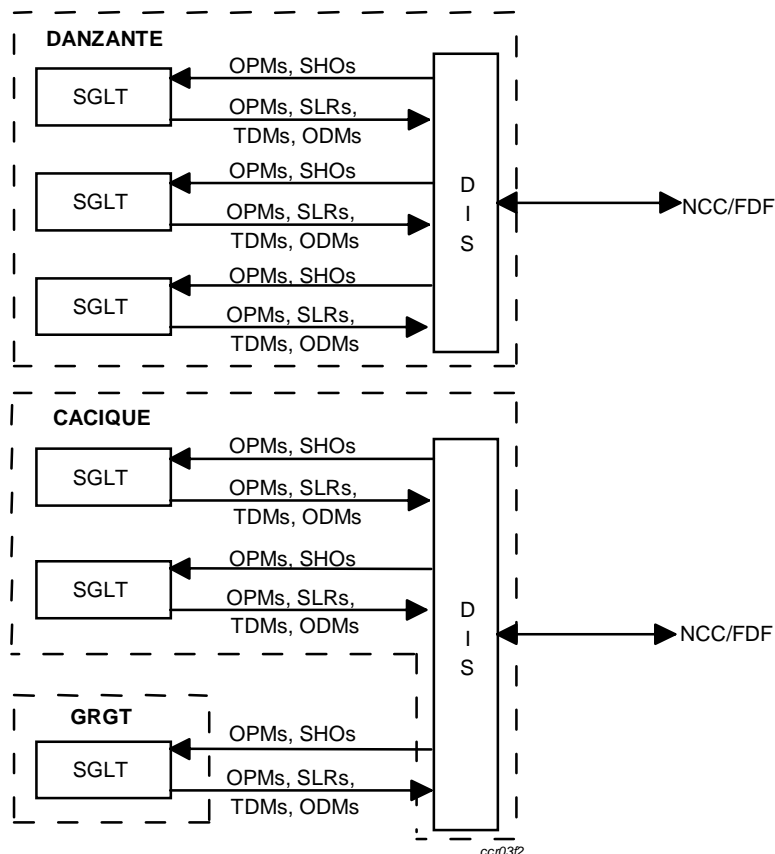 DANZANTE
OPMs, SHOs
SGLT
OPMs, SLRs,
TDMs, ODMs
OPMs, SHOs
SGLT
OPMs, SLRs,
TDMs, ODMs
OPMs, SHOs
SGLT
OPMs, SLRs,
TDMs, ODMs
D
I
S
NCC/FDF
CACIQUE
OPMs, SHOs
SGLT
OPMs, SLRs,
TDMs, ODMs
OPMs, SHOs
SGLT
OPMs, SLRs,
TDMs, ODMs
D
I
S
NCC/FDF
GRGT
OPMs, SHOs
SGLT
OPMs, SLRs,
TDMs, ODMs
ccr03f2